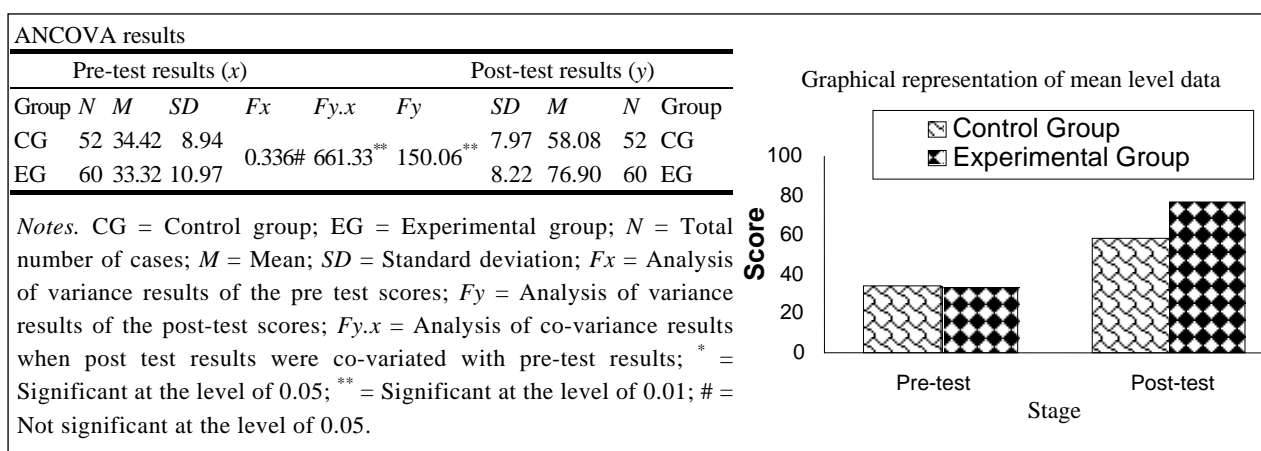 ANCOVA results
Pre-test results (x) Post-test results (y)
Group N M SD Fx Fy.x Fy SD M N Group
CG 52 34.42 8.94 0.336# 661.33** 150.06** 7.97 58.08 52 CG
EG 60 33.32 10.97 8.22 76.90 60 EG
Notes. CG = Control group; EG = Experimental group; N = Total
number of cases; M = Mean; SD = Standard deviation; Fx = Analysis
of variance results of the pre test scores; Fy = Analysis of variance
results of the post-test scores; Fy.x = Analysis of co-variance results
when post test results were co-variated with pre-test results; * =
Significant at the level of 0.05; ** = Significant at the level of 0.01; # =
Not significant at the level of 0.05.
Graphical representation of mean level data
Control Group
Experimental Group
100
80
60
40
20
0
Score
Pre-test Post-test
Stage